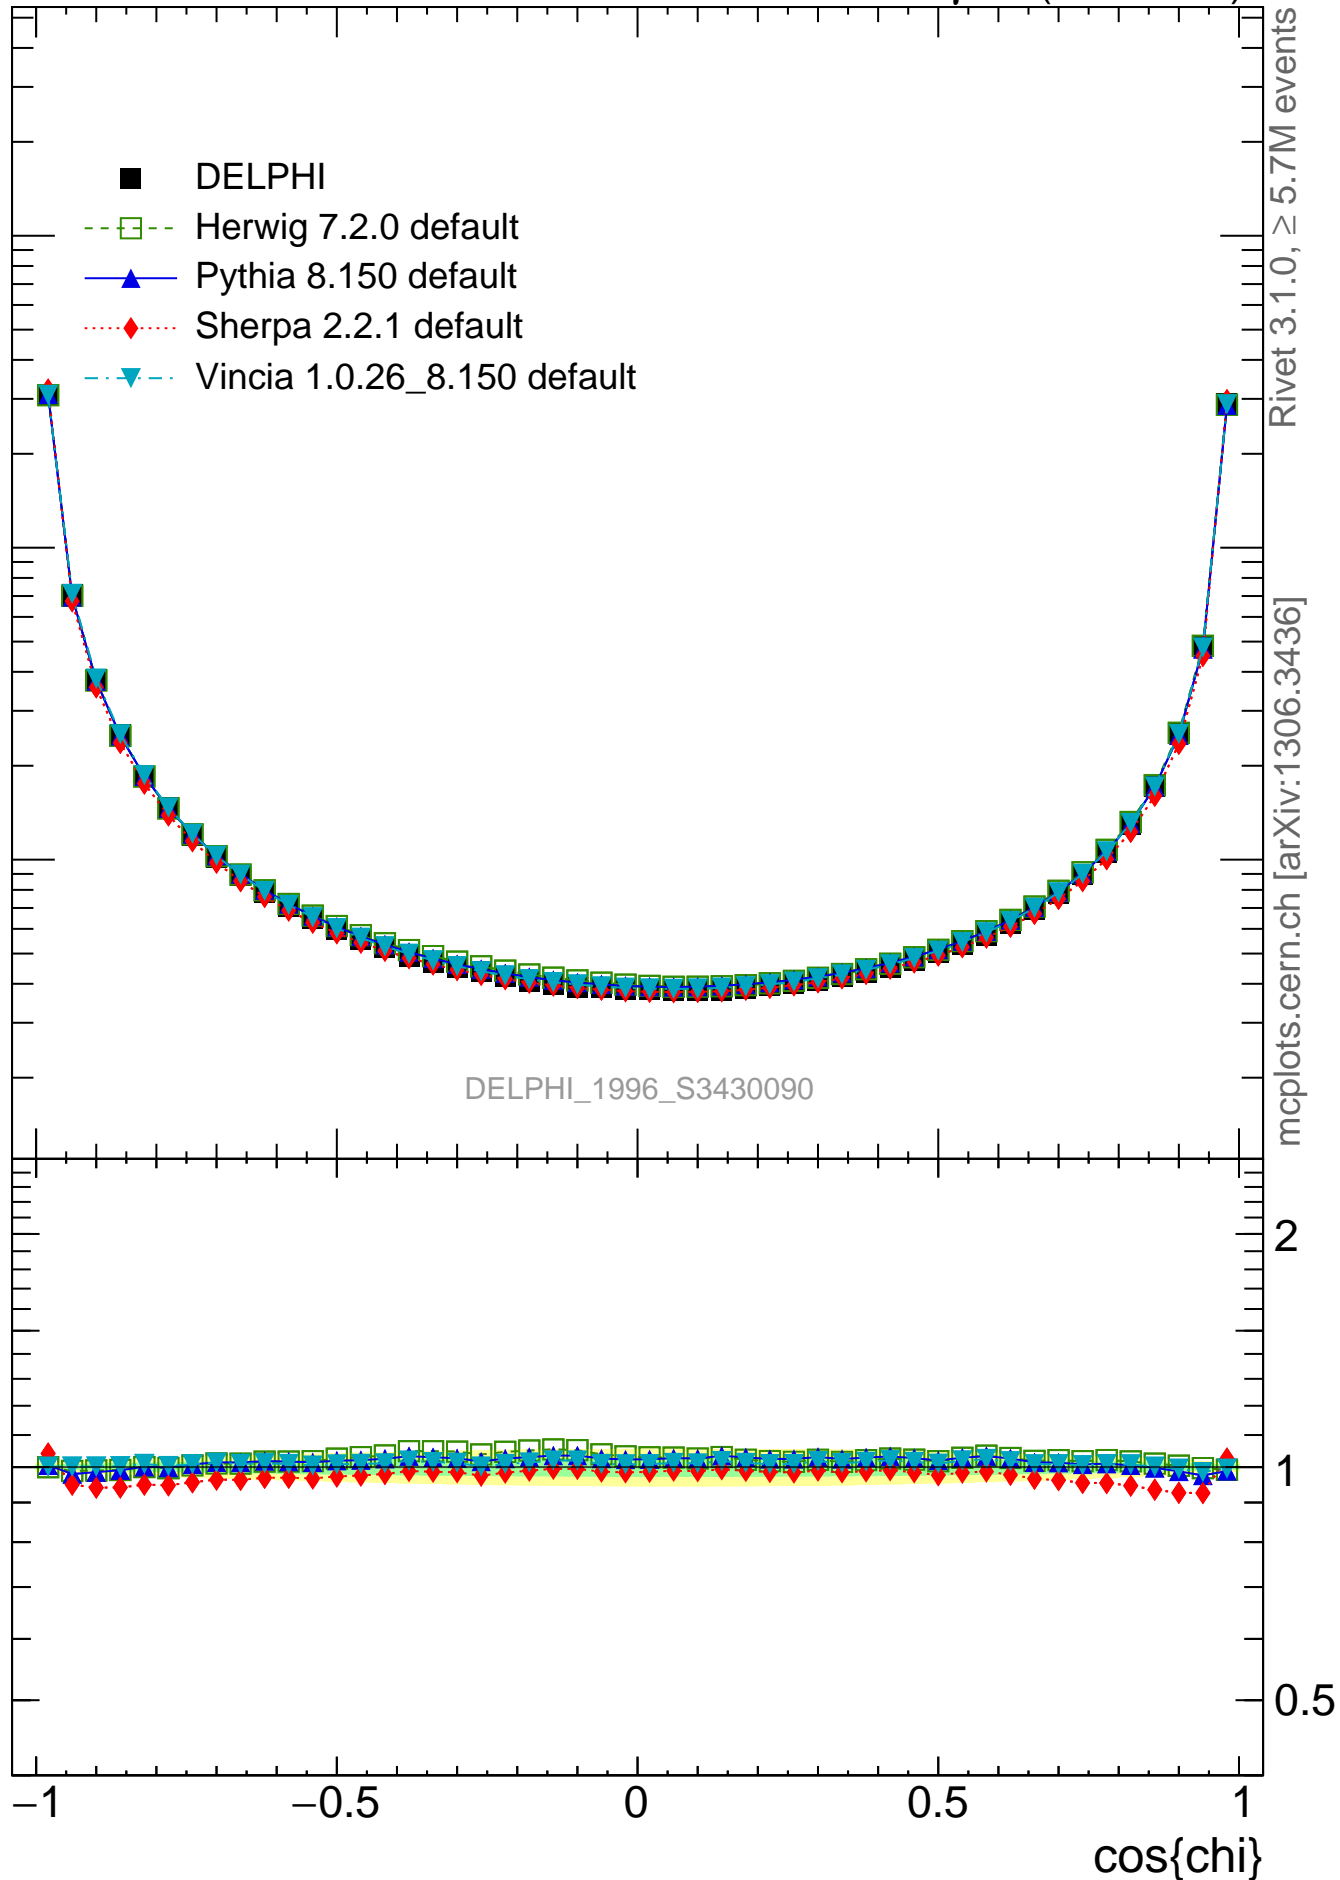 DELPHI
Herwig 7.2.0 default
Pythia 8.150 default
Sherpa 2.2.1 default
Vincia 1.0.26_8.150 default
DELPHI_1996_S3430090
Rivet 3.1.0, ≥ 5.7M events
mcplots.cern.ch [arXiv:1306.3436]
2
1
0.5
−1 −0.5 0 0.5 1
cos{chi}